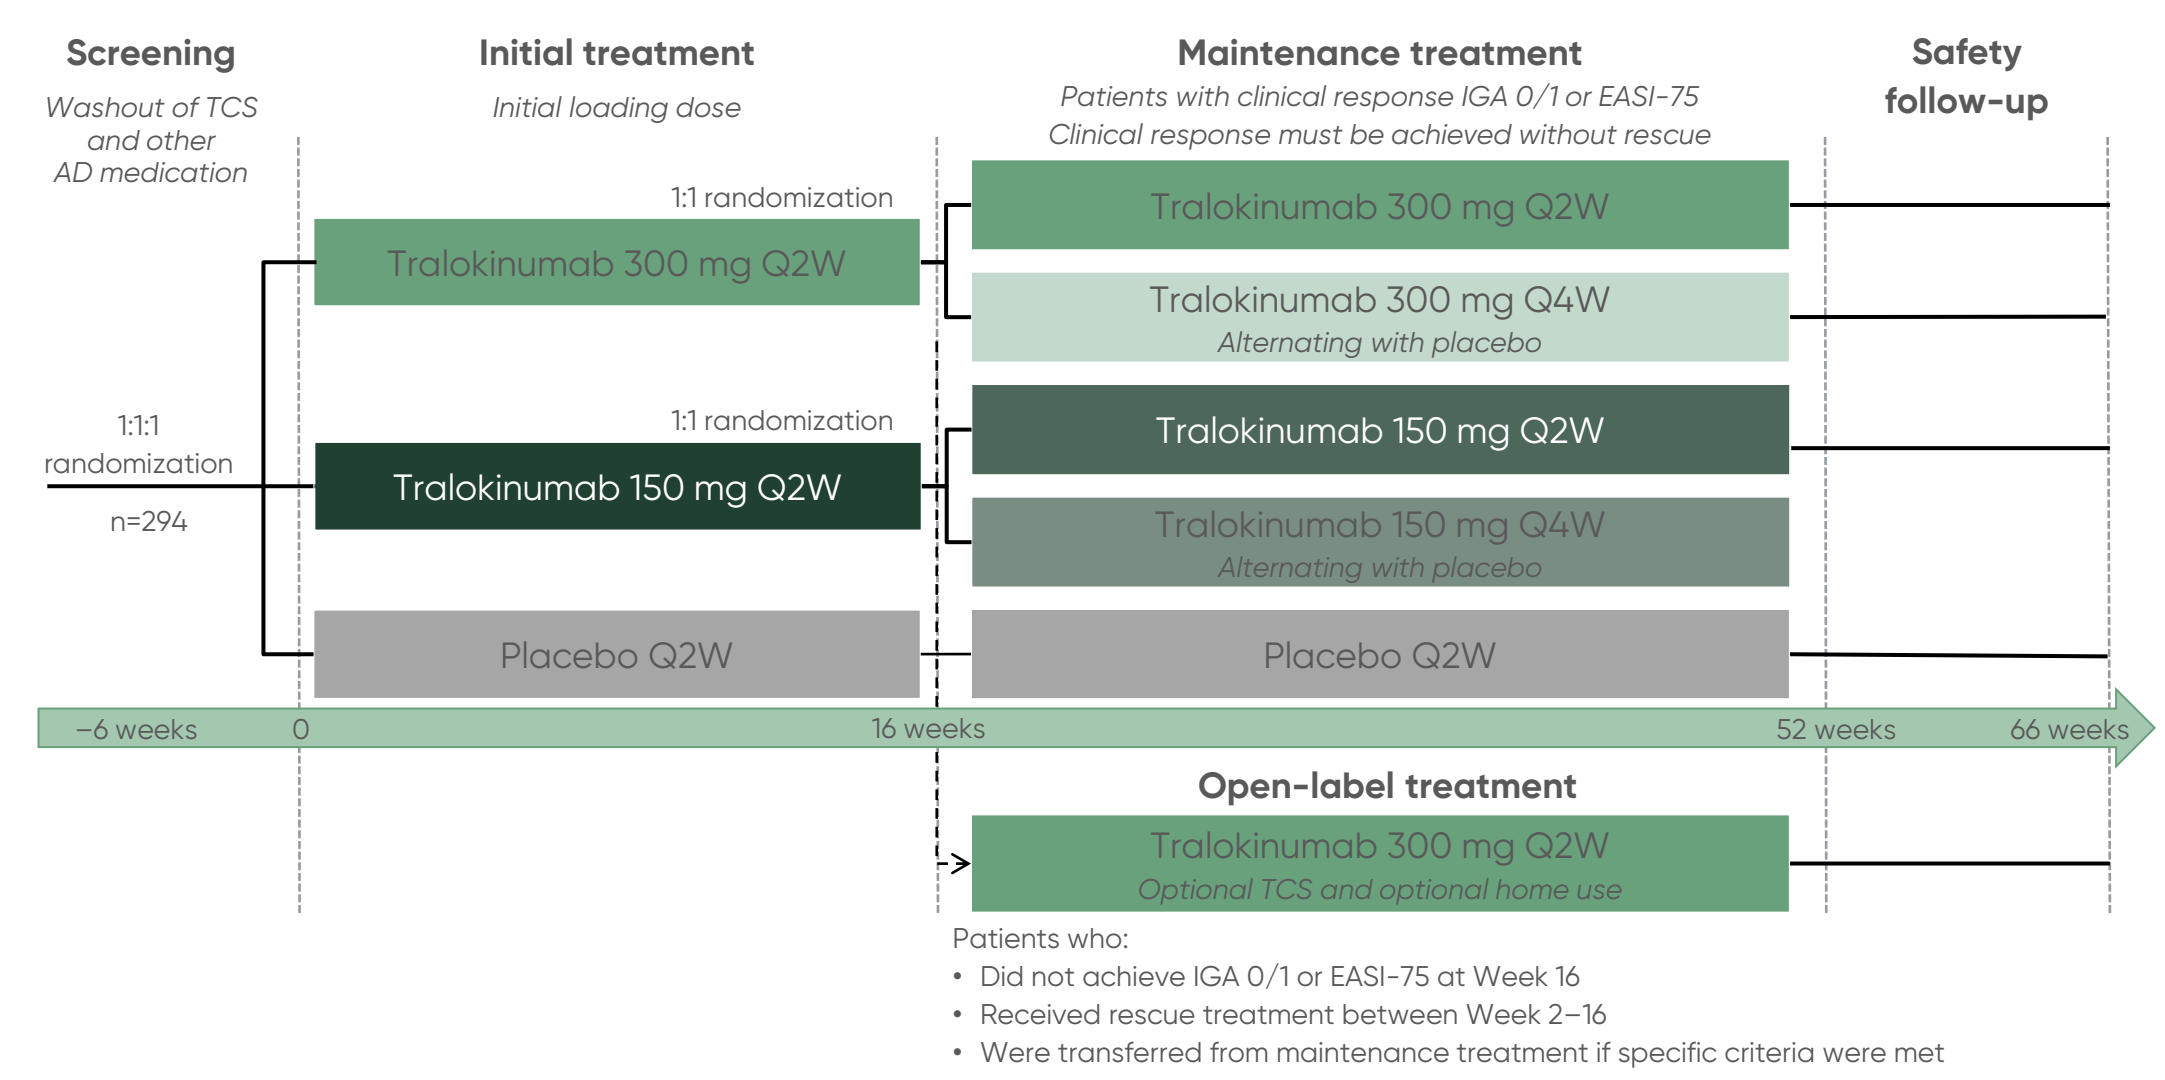 Screening
Washout of TCS
and other
AD medication
Initial treatment
Initial loading dose
Maintenance treatment
Patients with clinical response IGA 0/1 or EASI-75
Clinical response must be achieved without rescue
Safety
follow-up
1:1:1
randomization
n=294
1:1 randomization
Tralokinumab 300 mg Q2W
1:1 randomization
Tralokinumab 150 mg Q2W
Placebo Q2W
Tralokinumab 300 mg Q2W
Tralokinumab 300 mg Q4W
Alternating with placebo
Tralokinumab 150 mg Q2W
Tralokinumab 150 mg Q4W
Alternating with placebo
Placebo Q2W
–6 weeks
0
16 weeks
52 weeks
66 weeks
Open-label treatment
Tralokinumab 300 mg Q2W
Optional TCS and optional home use
Patients who:
• Did not achieve IGA 0/1 or EASI-75 at Week 16
• Received rescue treatment between Week 2–16
• Were transferred from maintenance treatment if specific criteria were met